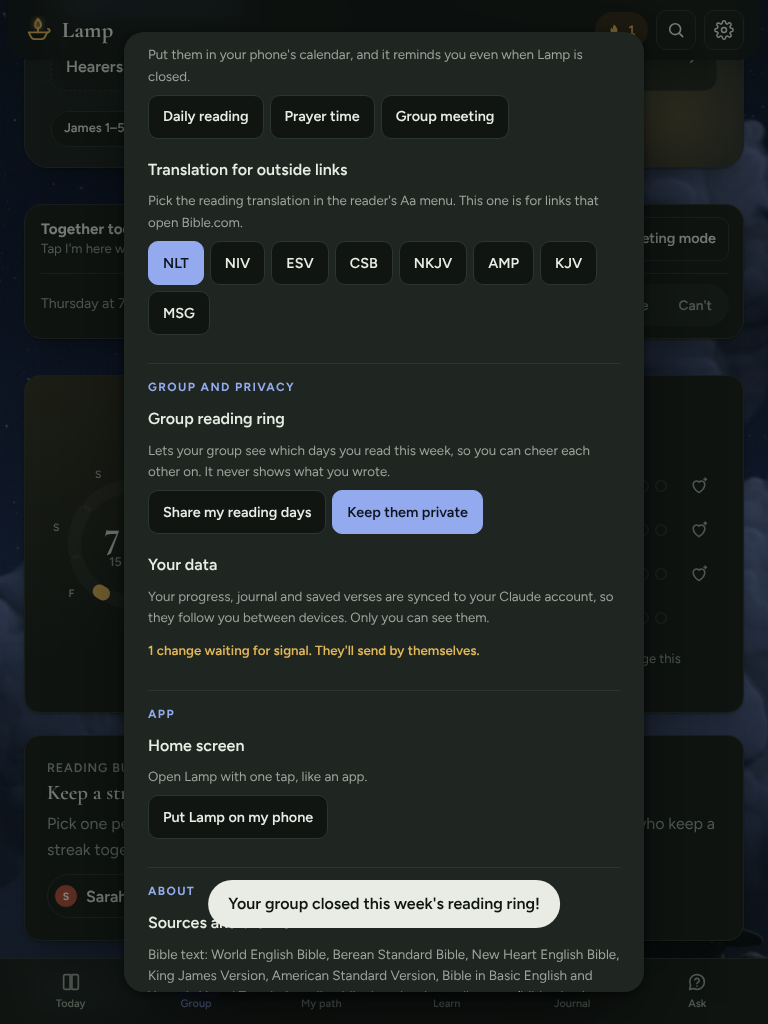 Lamp
1
Put them in your phone's calendar, and it reminds you even when Lamp is
closed.
Hearers
Daily reading
Prayer time
Group meeting
James 1–5
Translation for outside links
Pick the reading translation in the reader's Aa menu. This one is for links that
open Bible.com.
Together to
Tap I'm here w
eting mode
NLT
NIV
ESV
CSB
NKJV
AMP
KJV
MSG
Thursday at 7
Can't
GROUP AND PRIVACY
Group reading ring
Lets your group see which days you read this week, so you can cheer each
other on. It never shows what you wrote.
Share my reading days
Keep them private
S
S
F
7
15
Your data
Your progress, journal and saved verses are synced to your Claude account, so
they follow you between devices. Only you can see them.
1 change waiting for signal. They'll send by themselves.
ge this
APP
Home screen
Open Lamp with one tap, like an app.
Put Lamp on my phone
READING BU
Keep a str
Pick one pe
who keep a
streak toge
S
Sarah
ABOUT
Your group closed this week's reading ring!
Sources
Bible text: World English Bible, Berean Standard Bible, New Heart English Bible,
King James Version, American Standard Version, Bible in Basic English and
Today
Group
My path
Learn
Journal
Ask